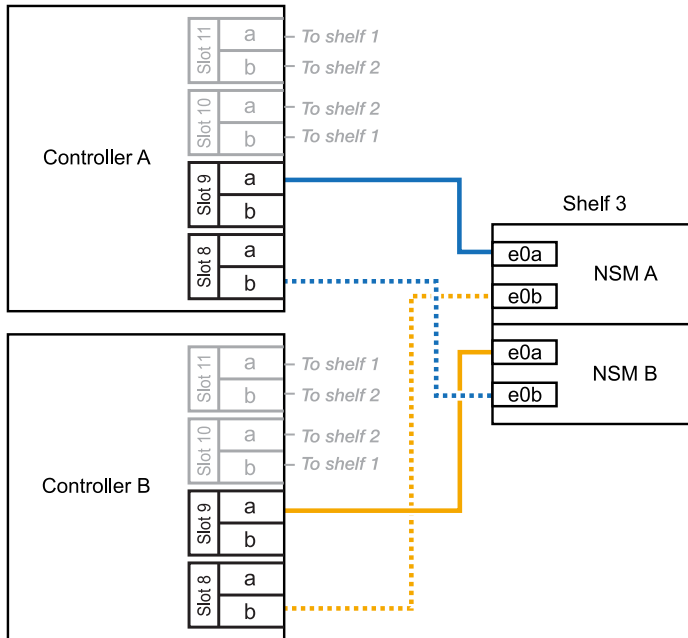 Controller A
Slot 11
a To shelf 1
b To shelf 2
Slot 10
a To shelf 2
b To shelf 1
Slot 9
a
b
Slot 8
a
b
Shelf 3
e0a
e0b
NSM A
e0a
e0b
NSM B
Controller B
Slot 11
a To shelf 1
b To shelf 2
Slot 10
a To shelf 2
b To shelf 1
Slot 9
a
b
Slot 8
a
b